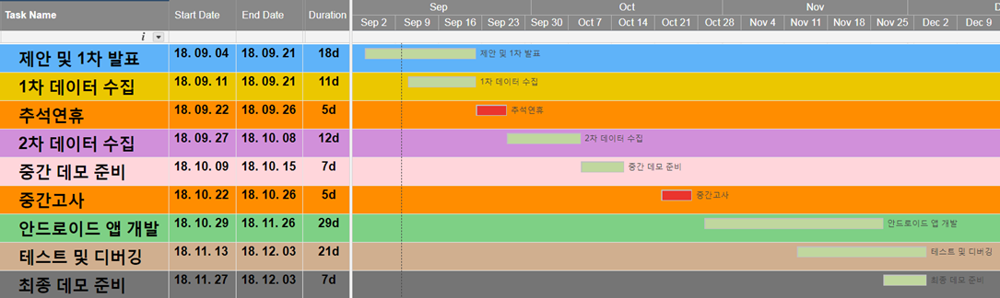 Task Name Start Date End Date Duration Sep Oct Nov D
Sep 2 Sep 9 Sep 16 Sep 23 Sep 30 Oct 7 Oct 14 Oct 21 Oct 28 Nov 4 Nov 11 Nov 18 Nov 25 Dec 2 Dec 9
i
제안 및 1차 발표 18. 09. 04 18. 09. 21 18d 제안 및 1차 발표
1차 데이터 수집 18. 09. 11 18. 09. 21 11d 1차 데이터 수집
추석연휴 18. 09. 22 18. 09. 26 5d 추석연휴
2차 데이터 수집 18. 09. 27 18. 10. 08 12d 2차 데이터 수집
중간 데모 준비 18. 10. 09 18. 10. 15 7d 중간 데모 준비
중간고사 18. 10. 22 18. 10. 26 5d 중간고사
안드로이드 앱 개발 18. 10. 29 18. 11. 26 29d 안드로이드 앱 개발
테스트 및 디버깅 18. 11. 13 18. 12. 03 21d 테스트 및 디버깅
최종 데모 준비 18. 11. 27 18. 12. 03 7d 최종 데모 준비